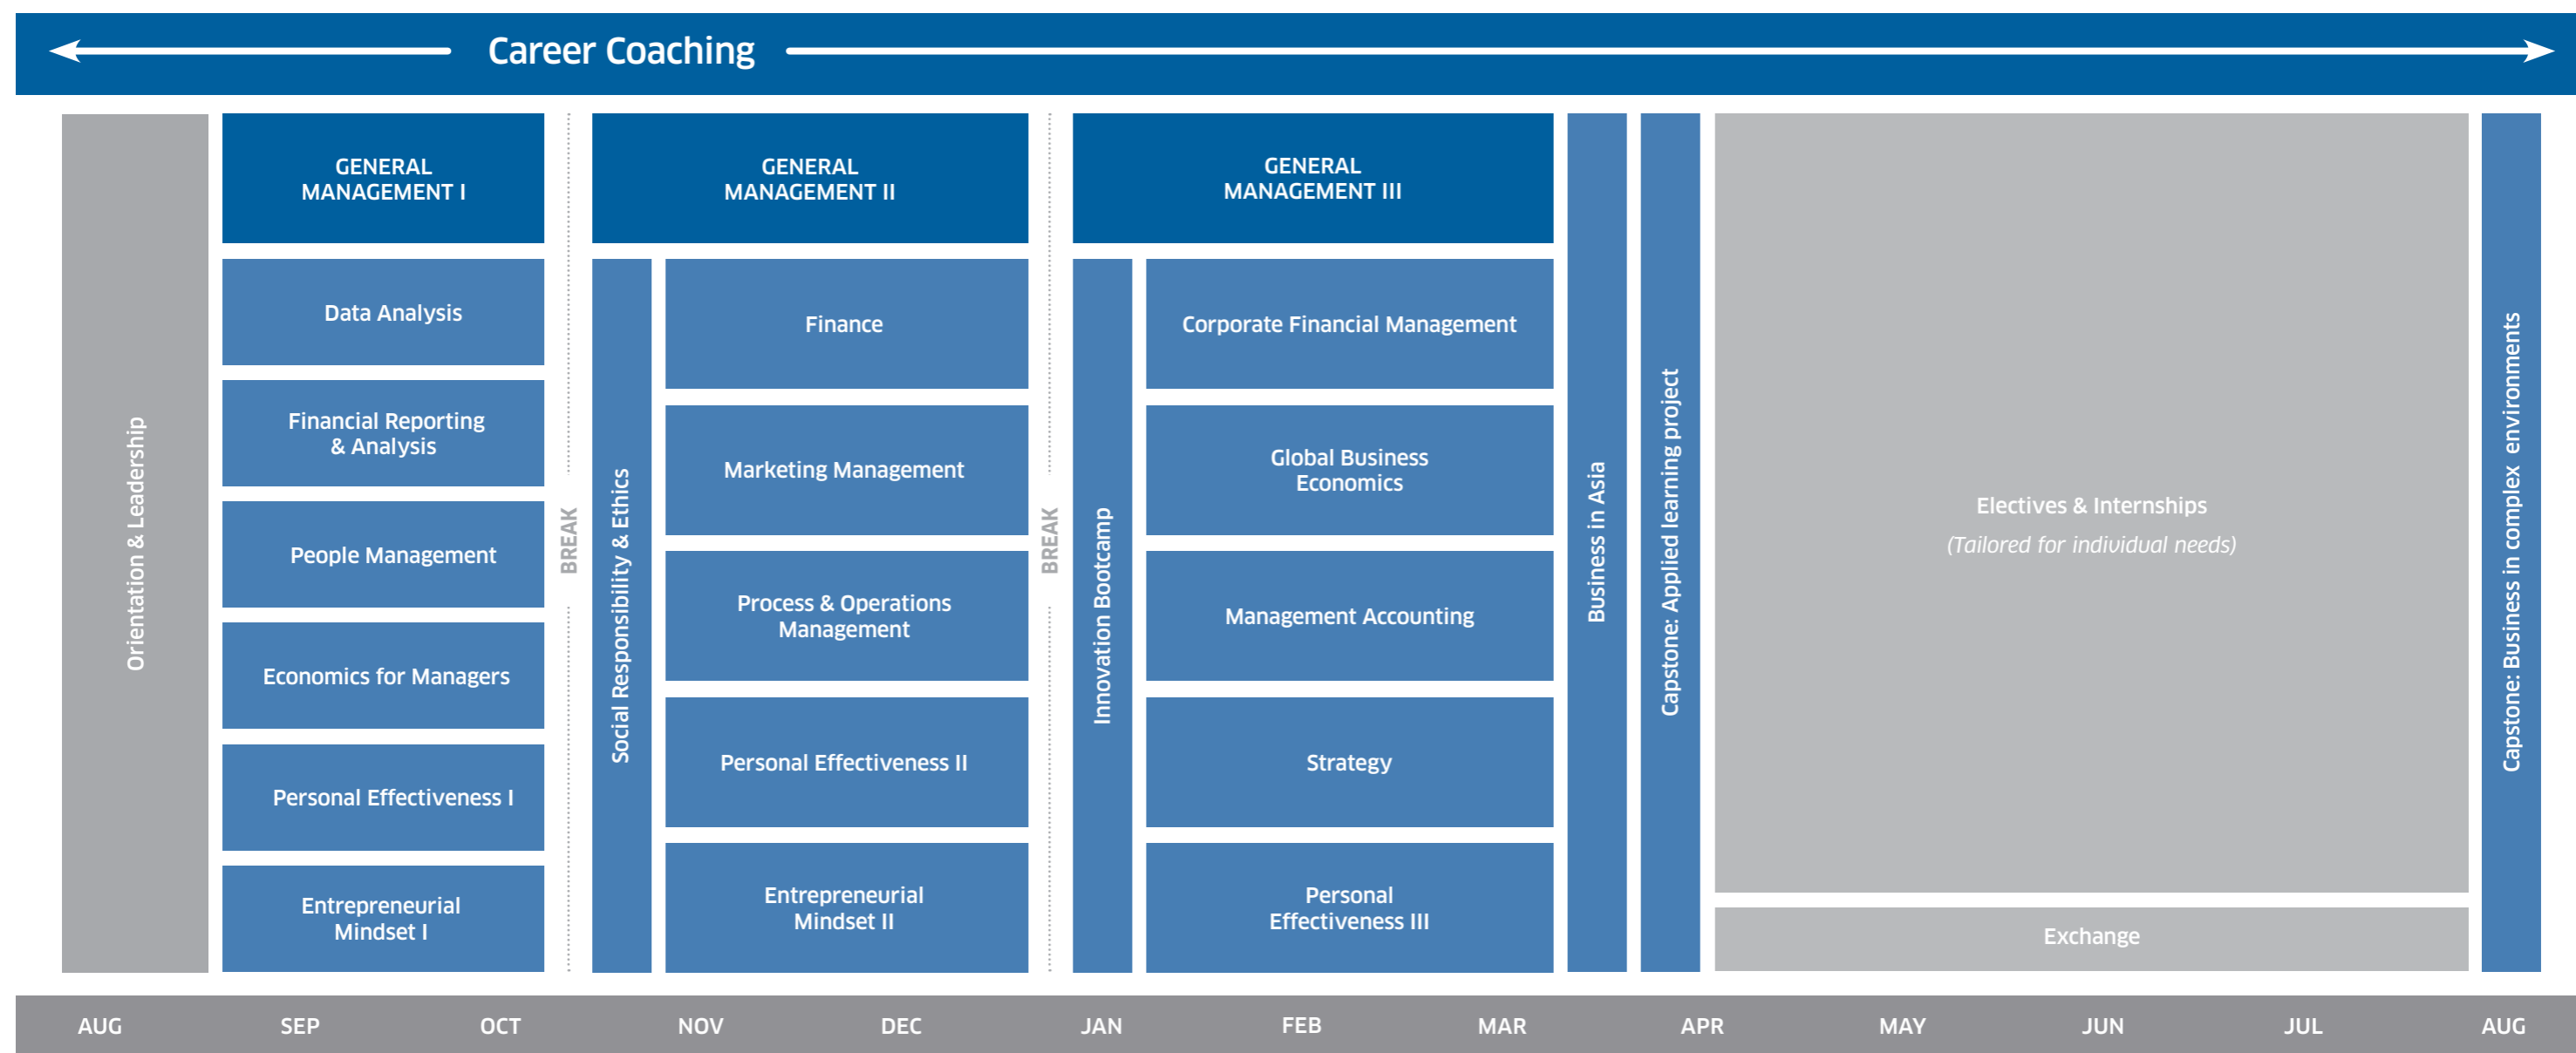 Career Coaching
Orientation & Leadership
GENERAL
MANAGEMENT I
Data Analysis
Financial Reporting
& Analysis
People Management
Economics for Managers
Personal Effectiveness I
Entrepreneurial
Mindset I
BREAK
GENERAL
MANAGEMENT II
Social Responsibility & Ethics
Finance
Marketing Management
Process & Operations
Management
Personal Effectiveness II
Entrepreneurial
Mindset II
BREAK
GENERAL
MANAGEMENT III
Innovation Bootcamp
Corporate Financial Management
Global Business
Economics
Management Accounting
Strategy
Personal
Effectiveness III
Business in Asia
Capstone: Applied learning project
Electives & Internships
(Tailored for individual needs)
Exchange
Capstone: Business in complex environments
AUG SEP OCT NOV DEC JAN FEB MAR APR MAY JUN JUL AUG